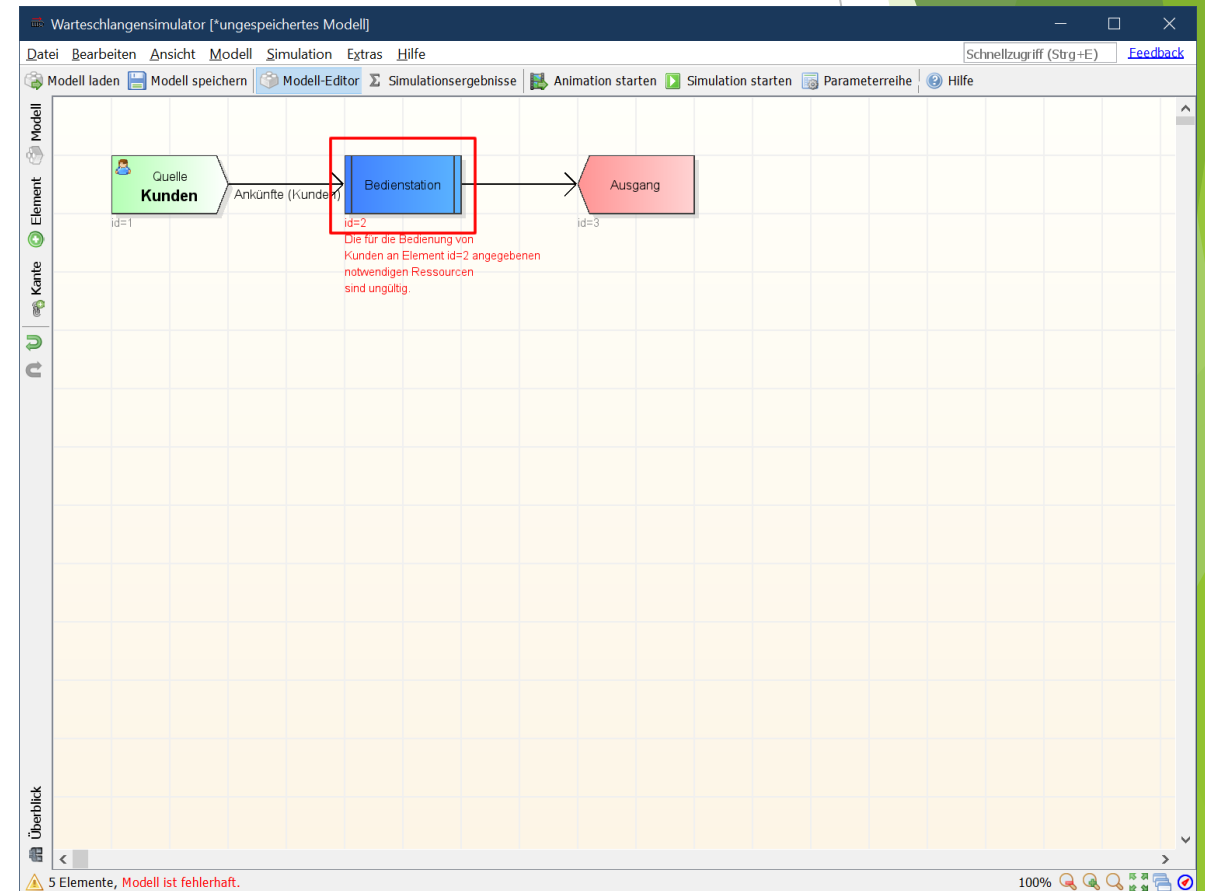 Warteschlangensimulator [*ungespeichertes Modell]
Datei Bearbeiten Ansicht Modell Simulation Extras Hilfe Schnellzugriff (Strg+E) Feedback
Modell laden Modell speichern Modell-Editor Σ Simulationsergebnisse Animation starten Simulation starten Parameterreihe Hilfe
Modell
Element
Kante
Überblick
Quelle
Kunden
id=1
Ankünfte (Kunden)
Bedienstation
id=2
Die für die Bedienung von
Kunden an Element id=2 angegebenen
notwendigen Ressourcen
sind ungültig.
Ausgang
id=3
5 Elemente, Modell ist fehlerhaft. 100%